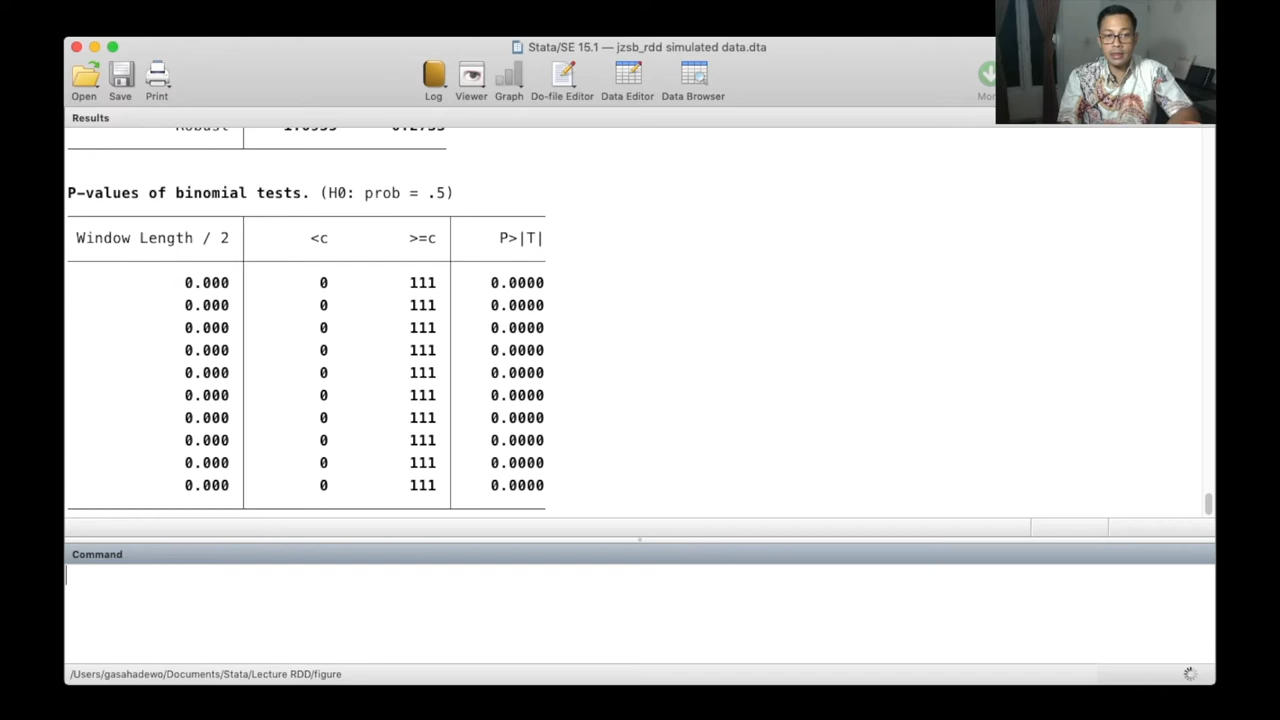 Stata/SE 15.1 — jzsb_rdd simulated data.dta
Open Save Print Log Viewer Graph Do-file Editor Data Editor Data Browser
Results
Robust
P-values of binomial tests. (H0: prob = .5)
Window Length / 2 <c >=c P>|T|
0.000 0 111 0.0000
0.000 0 111 0.0000
0.000 0 111 0.0000
0.000 0 111 0.0000
0.000 0 111 0.0000
0.000 0 111 0.0000
0.000 0 111 0.0000
0.000 0 111 0.0000
0.000 0 111 0.0000
0.000 0 111 0.0000
Command
/Users/gasahadewo/Documents/Stata/Lecture RDD/figure